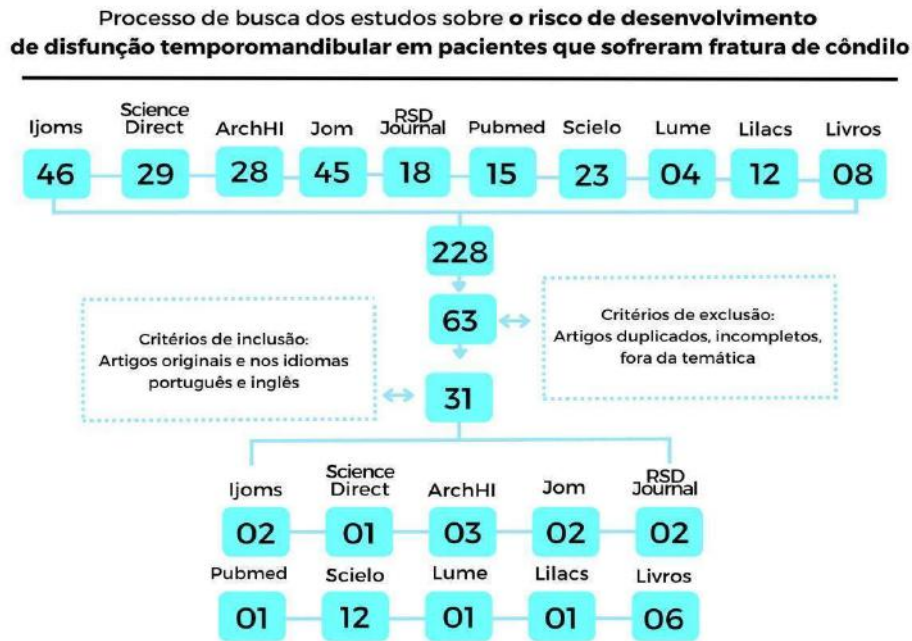 Processo de busca dos estudos sobre o risco de desenvolvimento
de disfunção temporomandibular em pacientes que sofreram fratura de côndilo
Ijoms Science Direct ArchHI Jom RSD Journal Pubmed Scielo Lume Lilacs Livros
46 29 28 45 18 15 23 04 12 08
228
63
Critérios de exclusão:
Artigos duplicados, incompletos,
fora da temática
Critérios de inclusão:
Artigos originais e nos idiomas
português e inglês
31
Ijoms Science Direct ArchHI Jom RSD Journal
02 01 03 02 02
Pubmed Scielo Lume Lilacs Livros
01 12 01 01 06